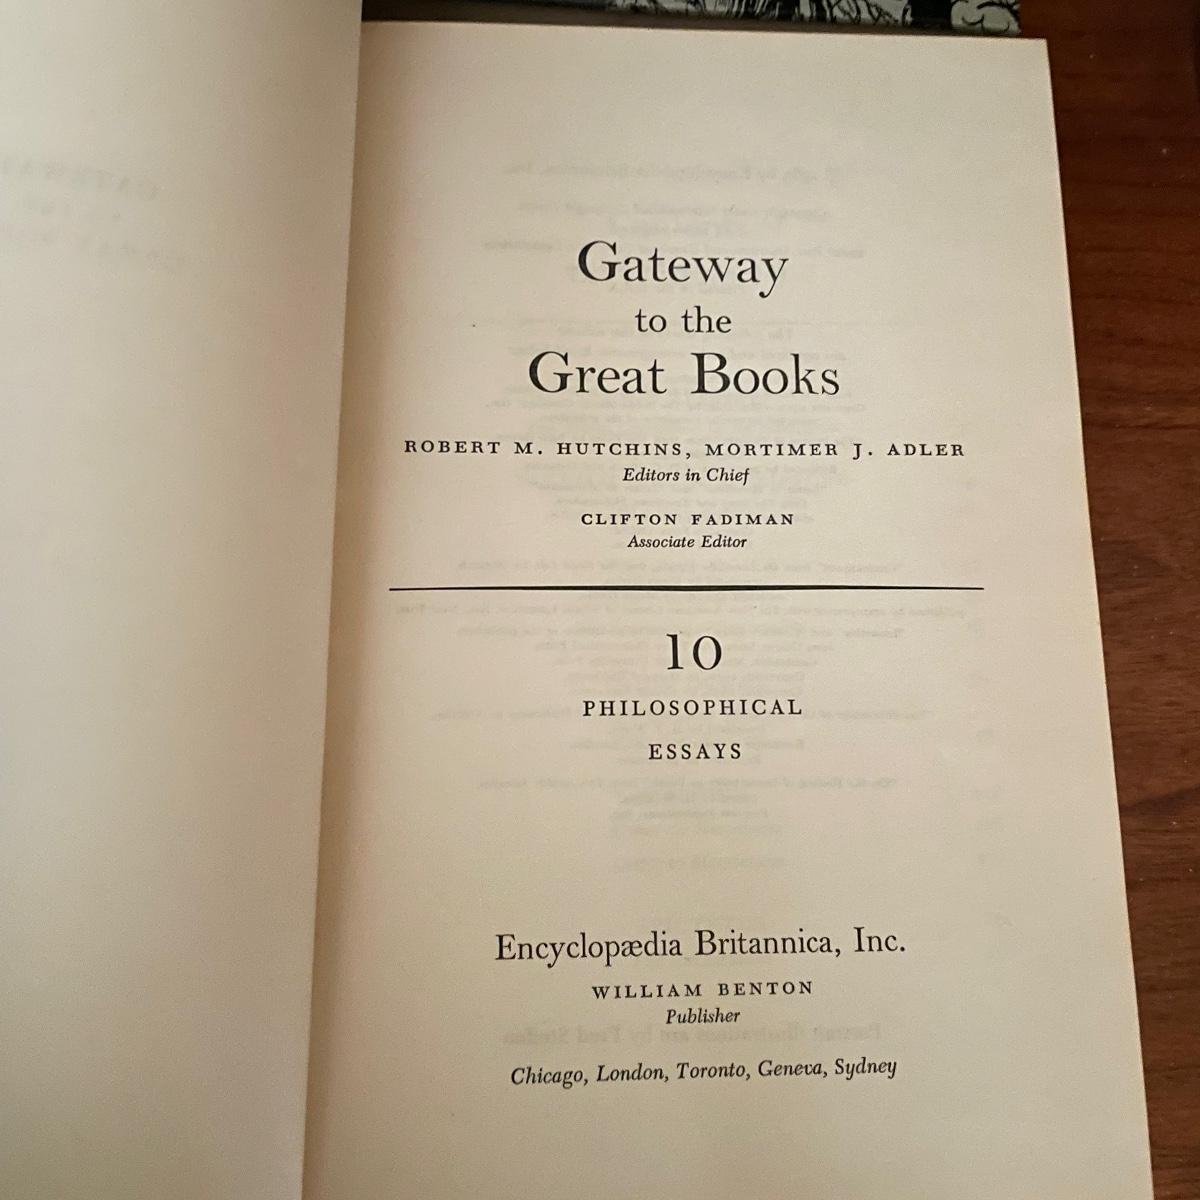 Gateway
to the
Great Books
ROBERT M. HUTCHINS, MORTIMER J. ADLER
Editors in Chief
CLIFTON FADIMAN
Associate Editor
10
PHILOSOPHICAL
ESSAYS
Encyclopædia Britannica, Inc.
WILLIAM BENTON
Publisher
Chicago, London, Toronto, Geneva, Sydney